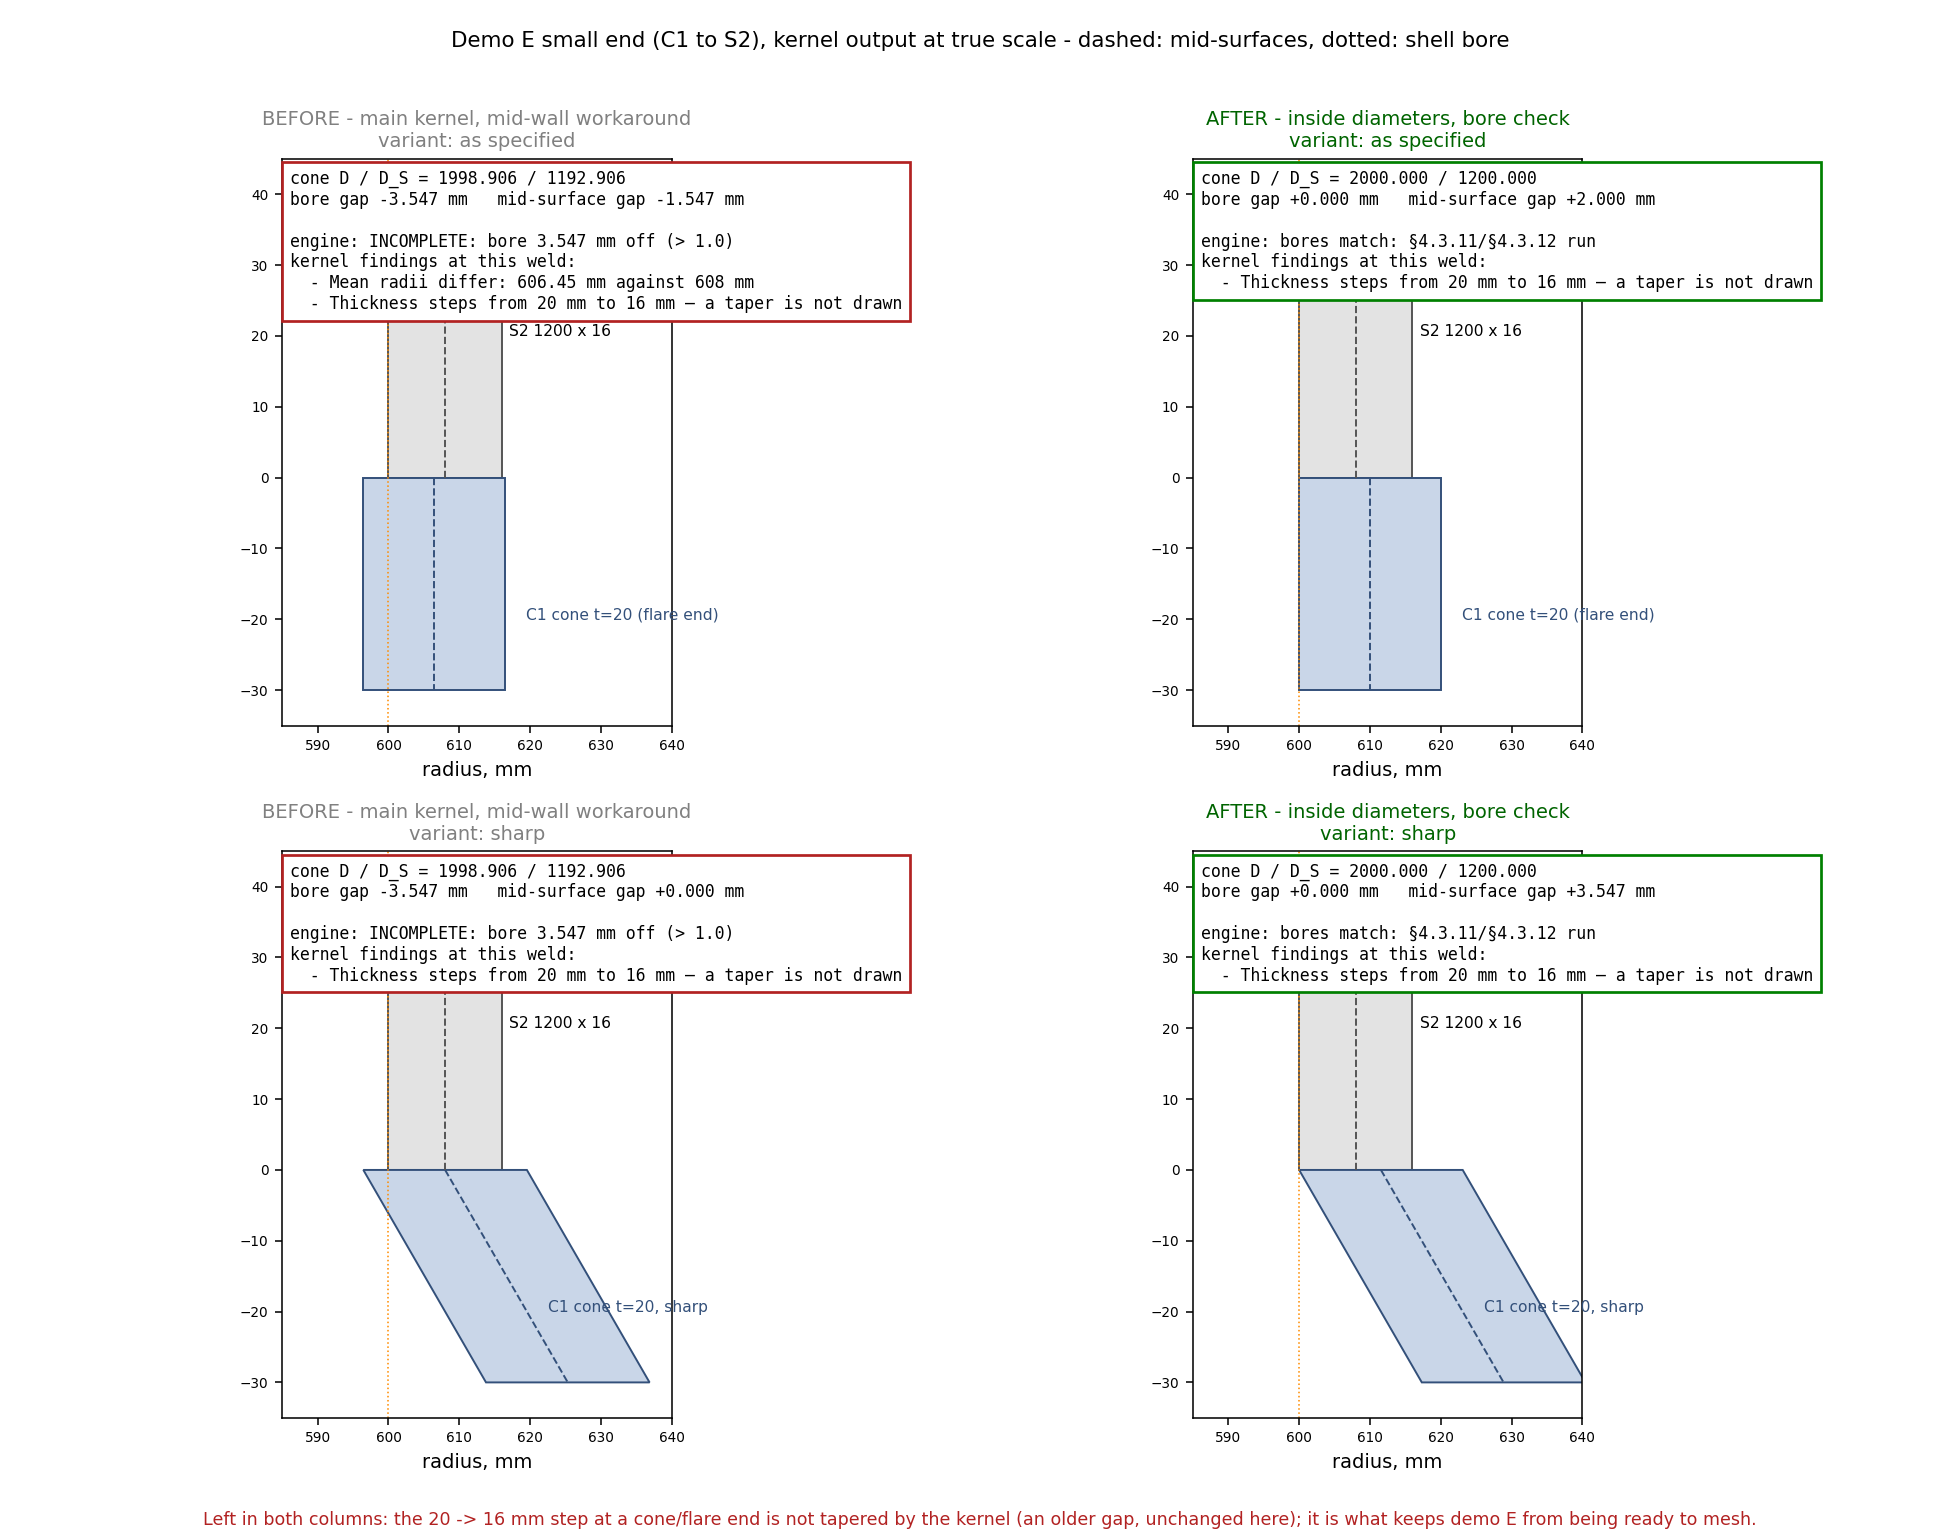 Demo E small end (C1 to S2), kernel output at true scale - dashed: mid-surfaces, dotted: shell bore
BEFORE - main kernel, mid-wall workaround
variant: as specified
cone D / D_S = 1998.906 / 1192.906
bore gap -3.547 mm   mid-surface gap -1.547 mm
engine: INCOMPLETE: bore 3.547 mm off (> 1.0)
kernel findings at this weld:
- Mean radii differ: 606.45 mm against 608 mm
- Thickness steps from 20 mm to 16 mm — a taper is not drawn
S2 1200 x 16
C1 cone t=20 (flare end)
40
30
20
10
0
−10
−20
−30
590 600 610 620 630 640
radius, mm
AFTER - inside diameters, bore check
variant: as specified
cone D / D_S = 2000.000 / 1200.000
bore gap +0.000 mm   mid-surface gap +2.000 mm
engine: bores match: §4.3.11/§4.3.12 run
kernel findings at this weld:
- Thickness steps from 20 mm to 16 mm — a taper is not drawn
S2 1200 x 16
C1 cone t=20 (flare end)
40
30
20
10
0
−10
−20
−30
590 600 610 620 630 640
radius, mm
BEFORE - main kernel, mid-wall workaround
variant: sharp
cone D / D_S = 1998.906 / 1192.906
bore gap -3.547 mm   mid-surface gap +0.000 mm
engine: INCOMPLETE: bore 3.547 mm off (> 1.0)
kernel findings at this weld:
- Thickness steps from 20 mm to 16 mm — a taper is not drawn
S2 1200 x 16
C1 cone t=20, sharp
40
30
20
10
0
−10
−20
−30
590 600 610 620 630 640
radius, mm
AFTER - inside diameters, bore check
variant: sharp
cone D / D_S = 2000.000 / 1200.000
bore gap +0.000 mm   mid-surface gap +3.547 mm
engine: bores match: §4.3.11/§4.3.12 run
kernel findings at this weld:
- Thickness steps from 20 mm to 16 mm — a taper is not drawn
S2 1200 x 16
C1 cone t=20, sharp
40
30
20
10
0
−10
−20
−30
590 600 610 620 630 640
radius, mm
Left in both columns: the 20 -> 16 mm step at a cone/flare end is not tapered by the kernel (an older gap, unchanged here); it is what keeps demo E from being ready to mesh.